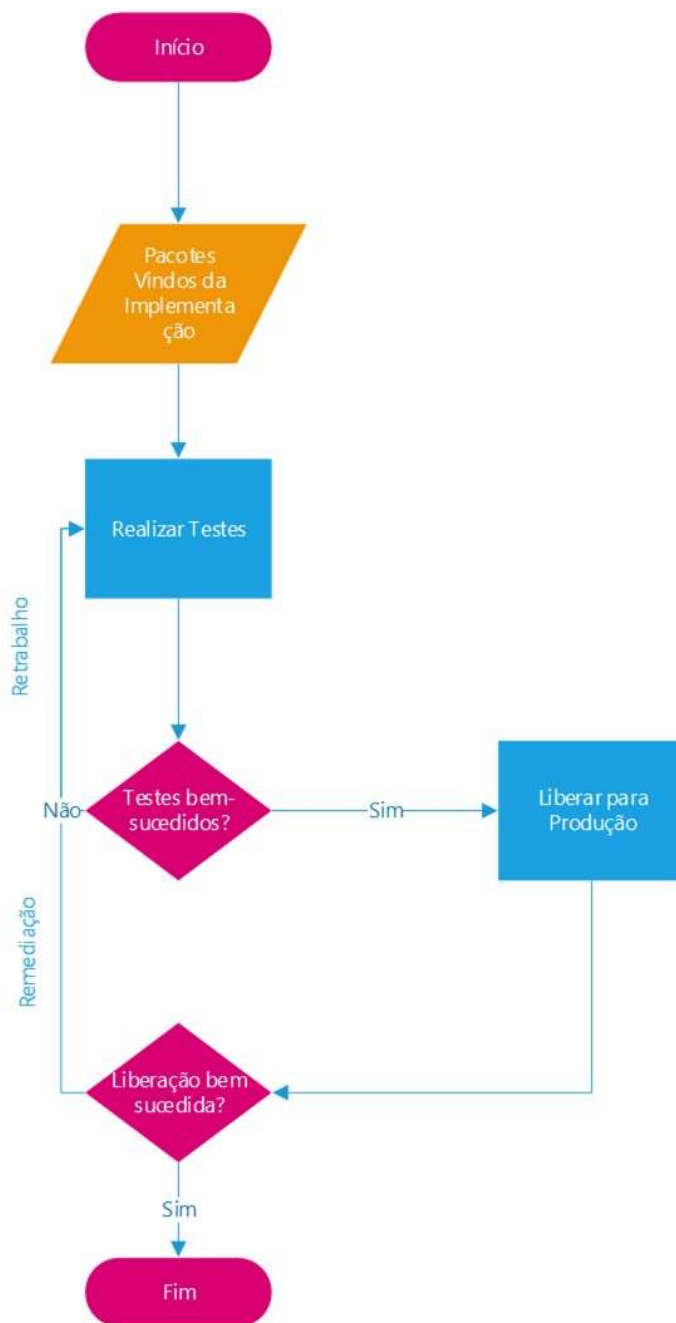 Início
Pacotes
Vindos da
Implementa
ção
Realizar Testes
Retrabalho
Testes bem-
sucedidos?
Não
Sim
Liberar para
Produção
Remediação
Liberação bem
sucedida?
Sim
Fim